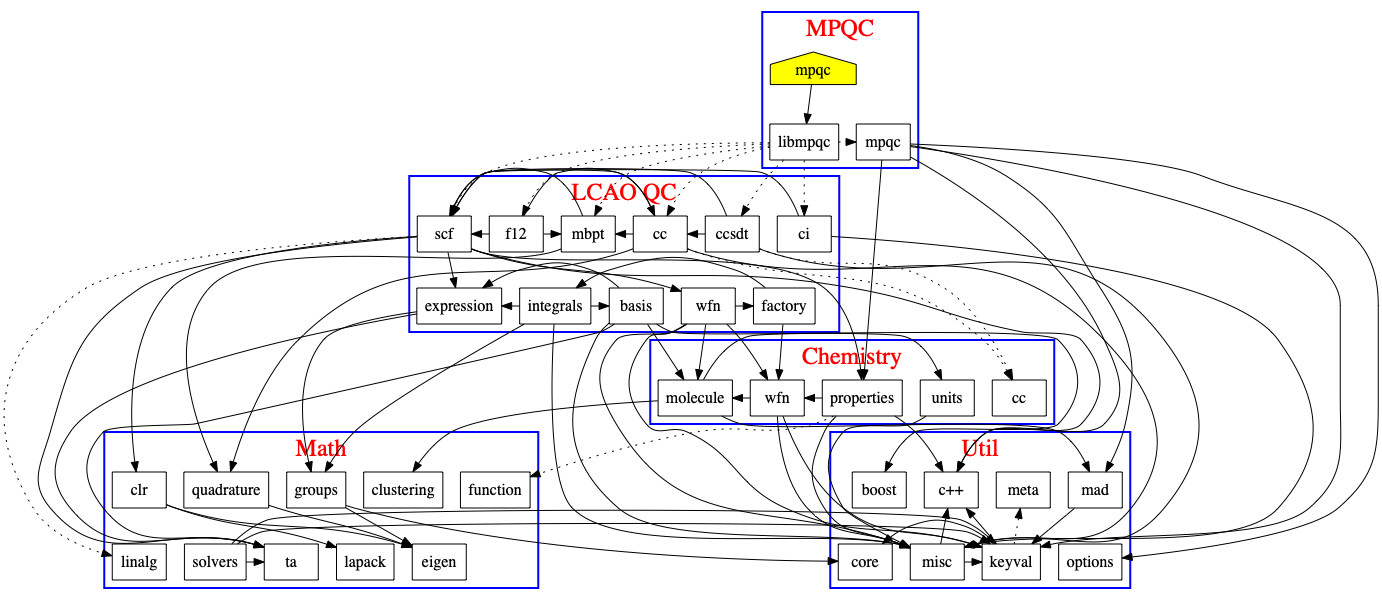 MPQC
mpqc
libmpqc mpqc
LCAO QC
scf f12 mbpt cc ccsdt ci
expression integrals basis wfn factory
Chemistry
molecule wfn properties units cc
Math Util
clr quadrature groups clustering function boost c++ meta mad
linalg solvers ta lapack eigen core misc keyval options